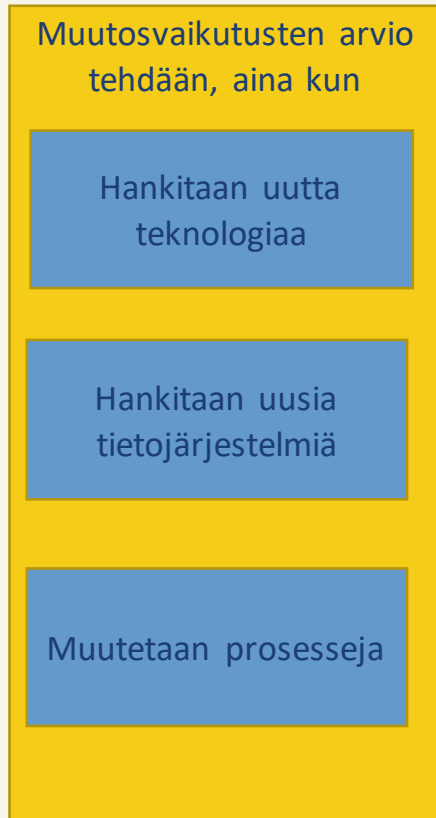 Muutosvaikutusten arvio
tehdään, aina kun
Hankitaan uutta
teknologiaa
Hankitaan uusia
tietojärjestelmiä
Muutetaan prosesseja